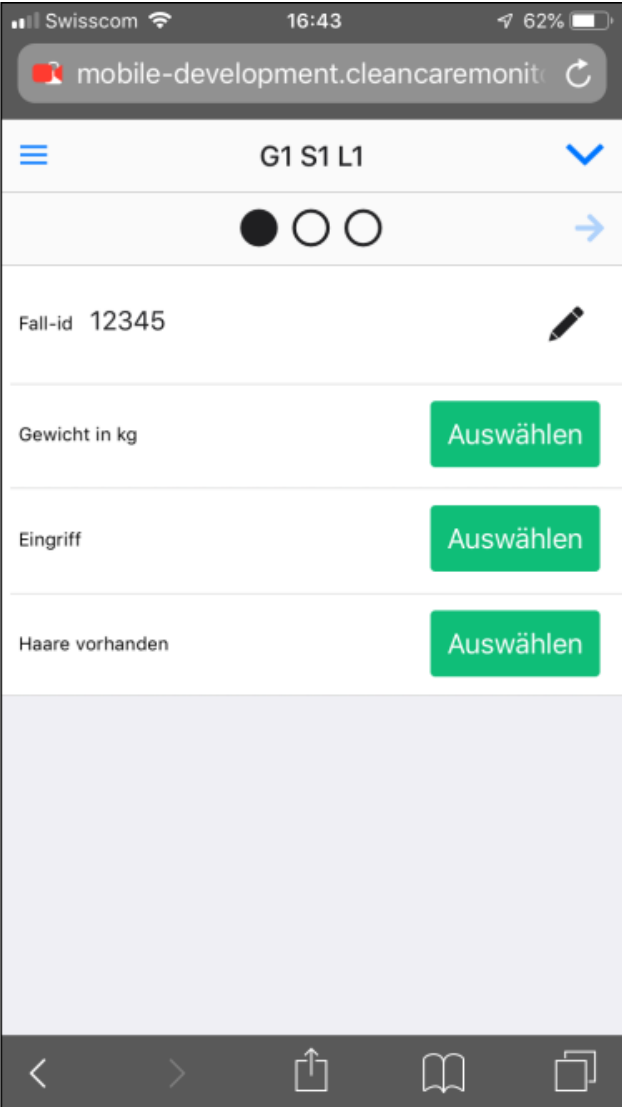 Swisscom 16:43 62%
mobile-development.cleancaremonit
G1 S1 L1
Fall-id 12345
Gewicht in kg Auswählen
Eingriff Auswählen
Haare vorhanden Auswählen